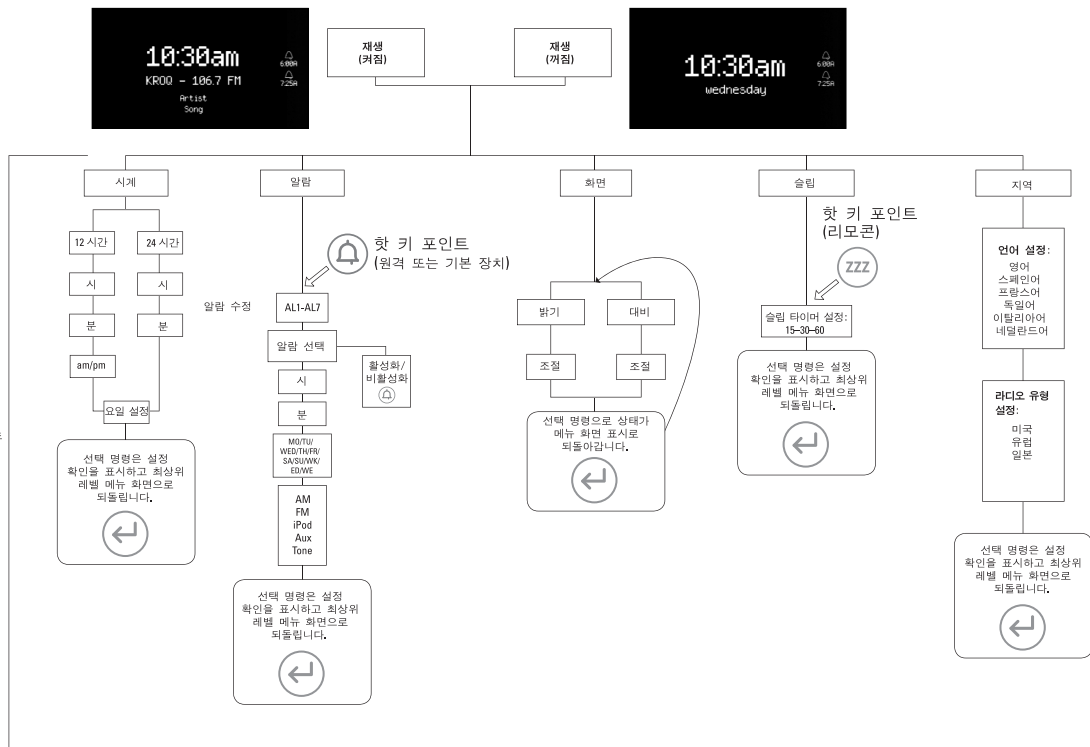 10:30am
KROQ – 106.7 FM
Artist
Song
6:00A
7:25A
재생
(켜짐)
재생
(꺼짐)
10:30am
wednesday
6:00A
7:25A
시계
12 시간
24 시간
시
시
분
분
am/pm
요일 설정
선택 명령은 설정
확인을 표시하고 최상위
레벨 메뉴 화면으로
되돌립니다.
알람
핫 키 포인트
(원격 또는 기본 장치)
알람 수정
AL1-AL7
알람 선택
활성화/
비활성화
시
분
MO/TU/
WED/TH/FR/
SA/SU/WK/
ED/WE
AM
FM
iPod
Aux
Tone
선택 명령은 설정
확인을 표시하고 최상위
레벨 메뉴 화면으로
되돌립니다.
화면
밝기
대비
조절
조절
선택 명령으로 상태가
메뉴 화면 표시로
되돌아갑니다.
슬립
핫 키 포인트
(리모콘)
ZZZ
슬립 타이머 설정:
15–30–60
선택 명령은 설정
확인을 표시하고 최상위
레벨 메뉴 화면으로
되돌립니다.
지역
언어 설정:
영어
스페인어
프랑스어
독일어
이탈리아어
네덜란드어
라디오 유형
설정:
미국
유럽
일본
선택 명령은 설정
확인을 표시하고 최상위
레벨 메뉴 화면으로
되돌립니다.